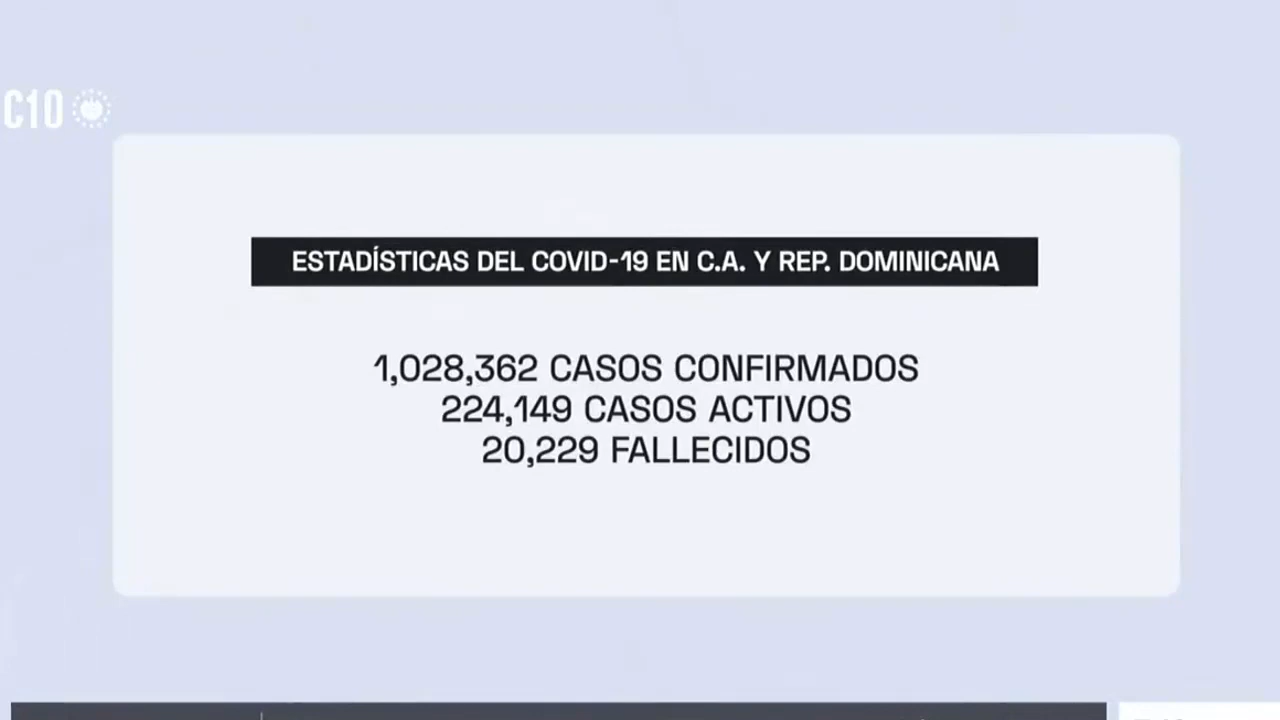 C10
ESTADÍSTICAS DEL COVID-19 EN C.A. Y REP. DOMINICANA
1,028,362 CASOS CONFIRMADOS
224,149 CASOS ACTIVOS
20,229 FALLECIDOS